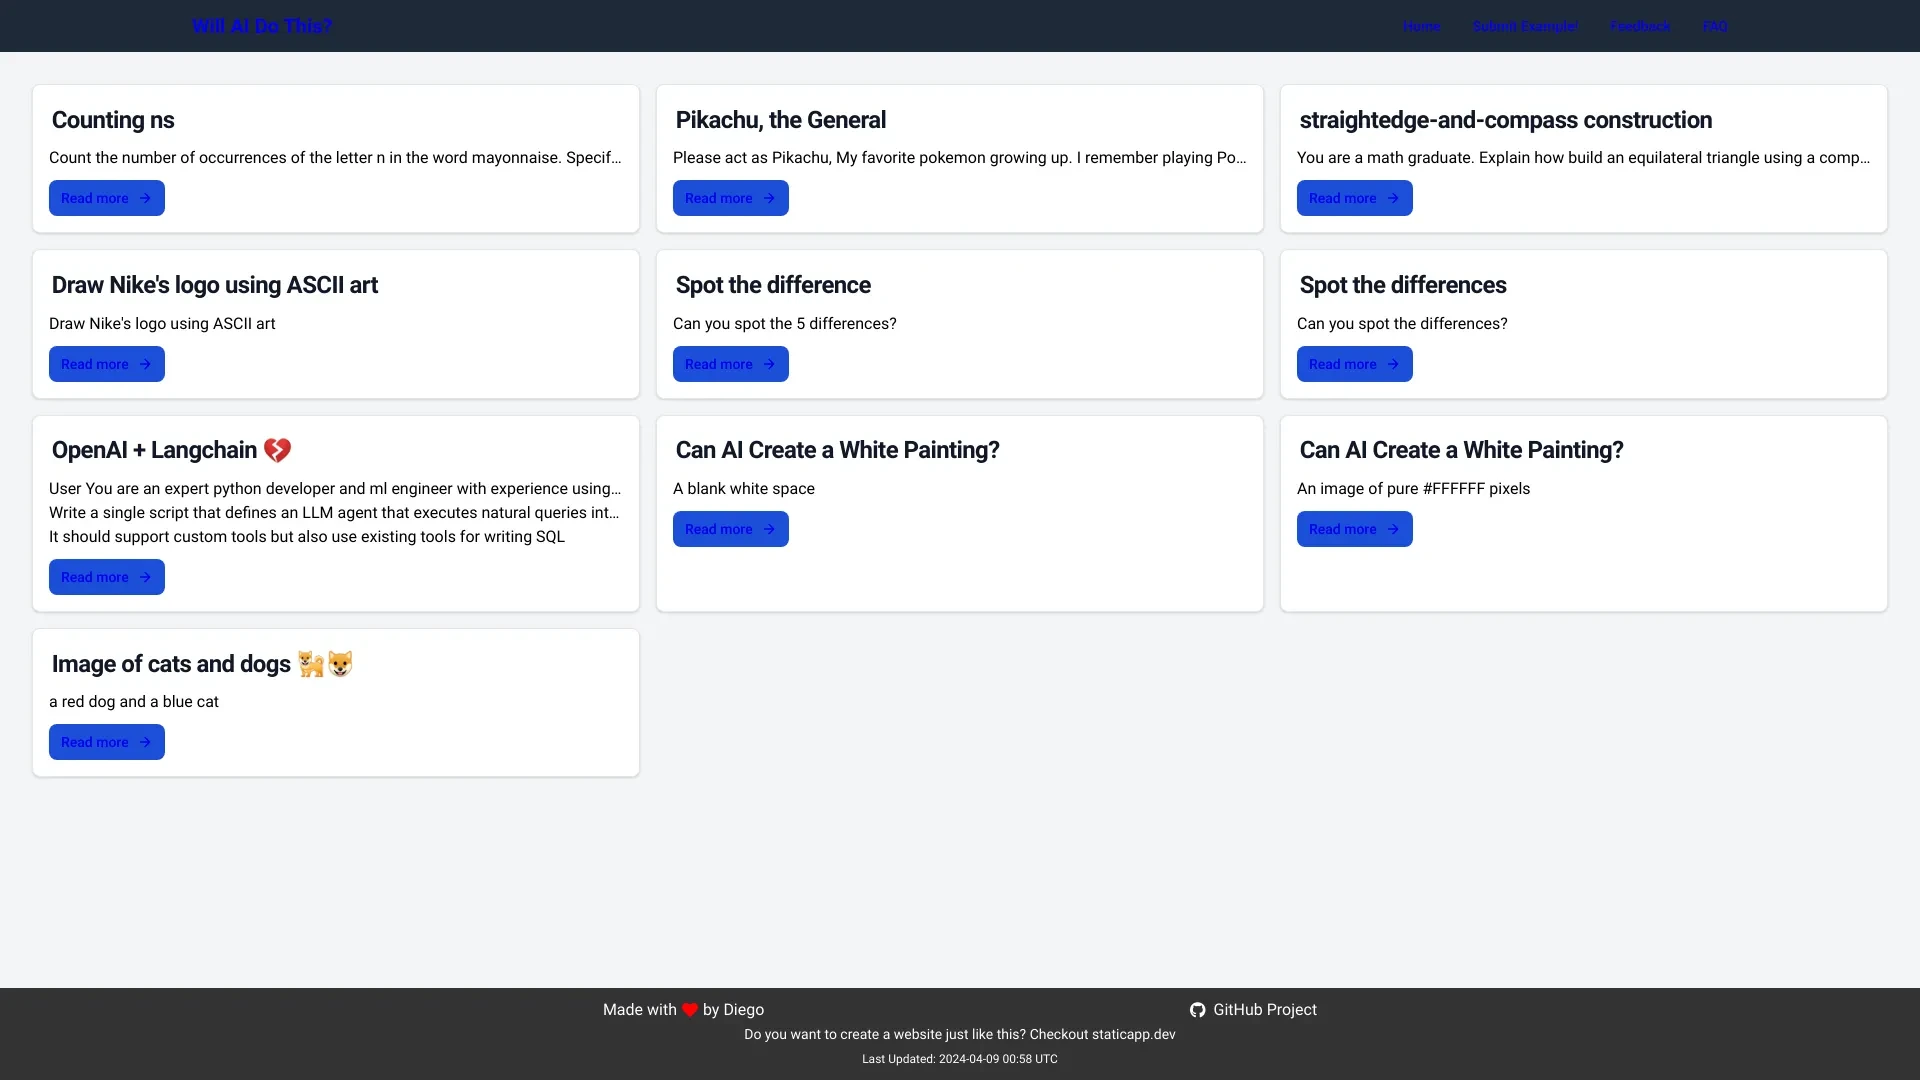 Will AI Do This?
Home
Submit Example!
Feedback
FAQ
Counting ns
Count the number of occurrences of the letter n in the word mayonnaise. Specif...
Read more
Pikachu, the General
Please act as Pikachu, My favorite pokemon growing up. I remember playing Po...
Read more
straightedge-and-compass construction
You are a math graduate. Explain how build an equilateral triangle using a comp...
Read more
Draw Nike's logo using ASCII art
Draw Nike's logo using ASCII art
Read more
Spot the difference
Can you spot the 5 differences?
Read more
Spot the differences
Can you spot the differences?
Read more
OpenAI + Langchain 💔
User You are an expert python developer and ml engineer with experience using...
Write a single script that defines an LLM agent that executes natural queries int...
It should support custom tools but also use existing tools for writing SQL
Read more
Can AI Create a White Painting?
A blank white space
Read more
Can AI Create a White Painting?
An image of pure #FFFFFF pixels
Read more
Image of cats and dogs 🐕🐶
a red dog and a blue cat
Read more
Made with ❤ by Diego
GitHub Project
Do you want to create a website just like this? Checkout staticapp.dev
Last Updated: 2024-04-09 00:58 UTC